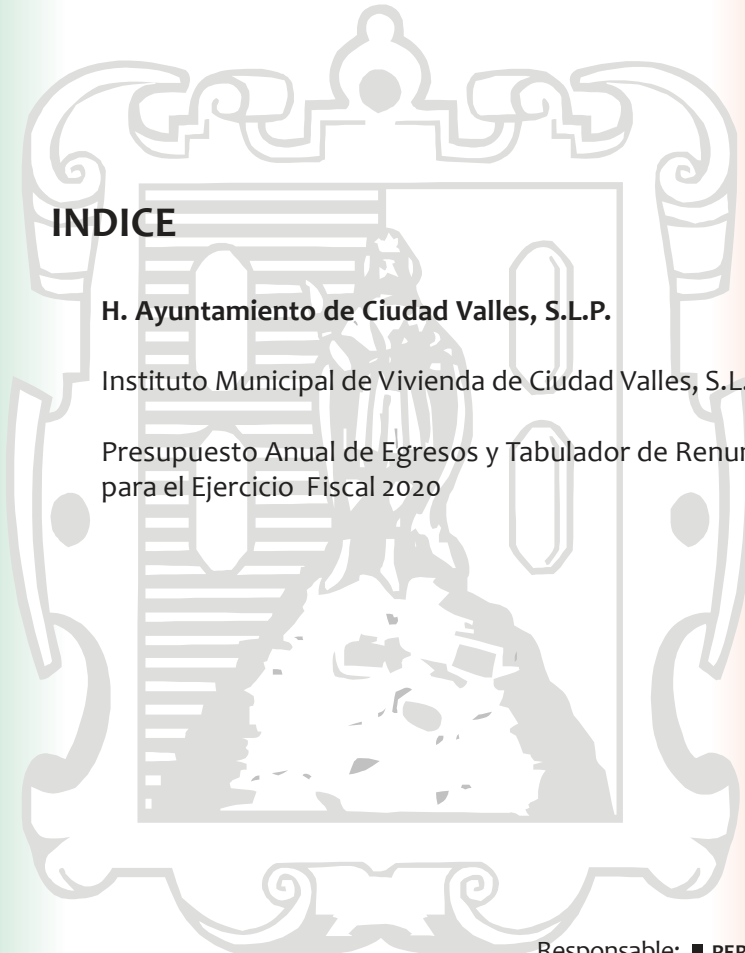 INDICE
H. Ayuntamiento de Ciudad Valles, S.L.P.
Instituto Municipal de Vivienda de Ciudad Valles, S.L.
Presupuesto Anual de Egresos y Tabulador de
para el Ejercicio Fiscal 2020
Responsable: ■